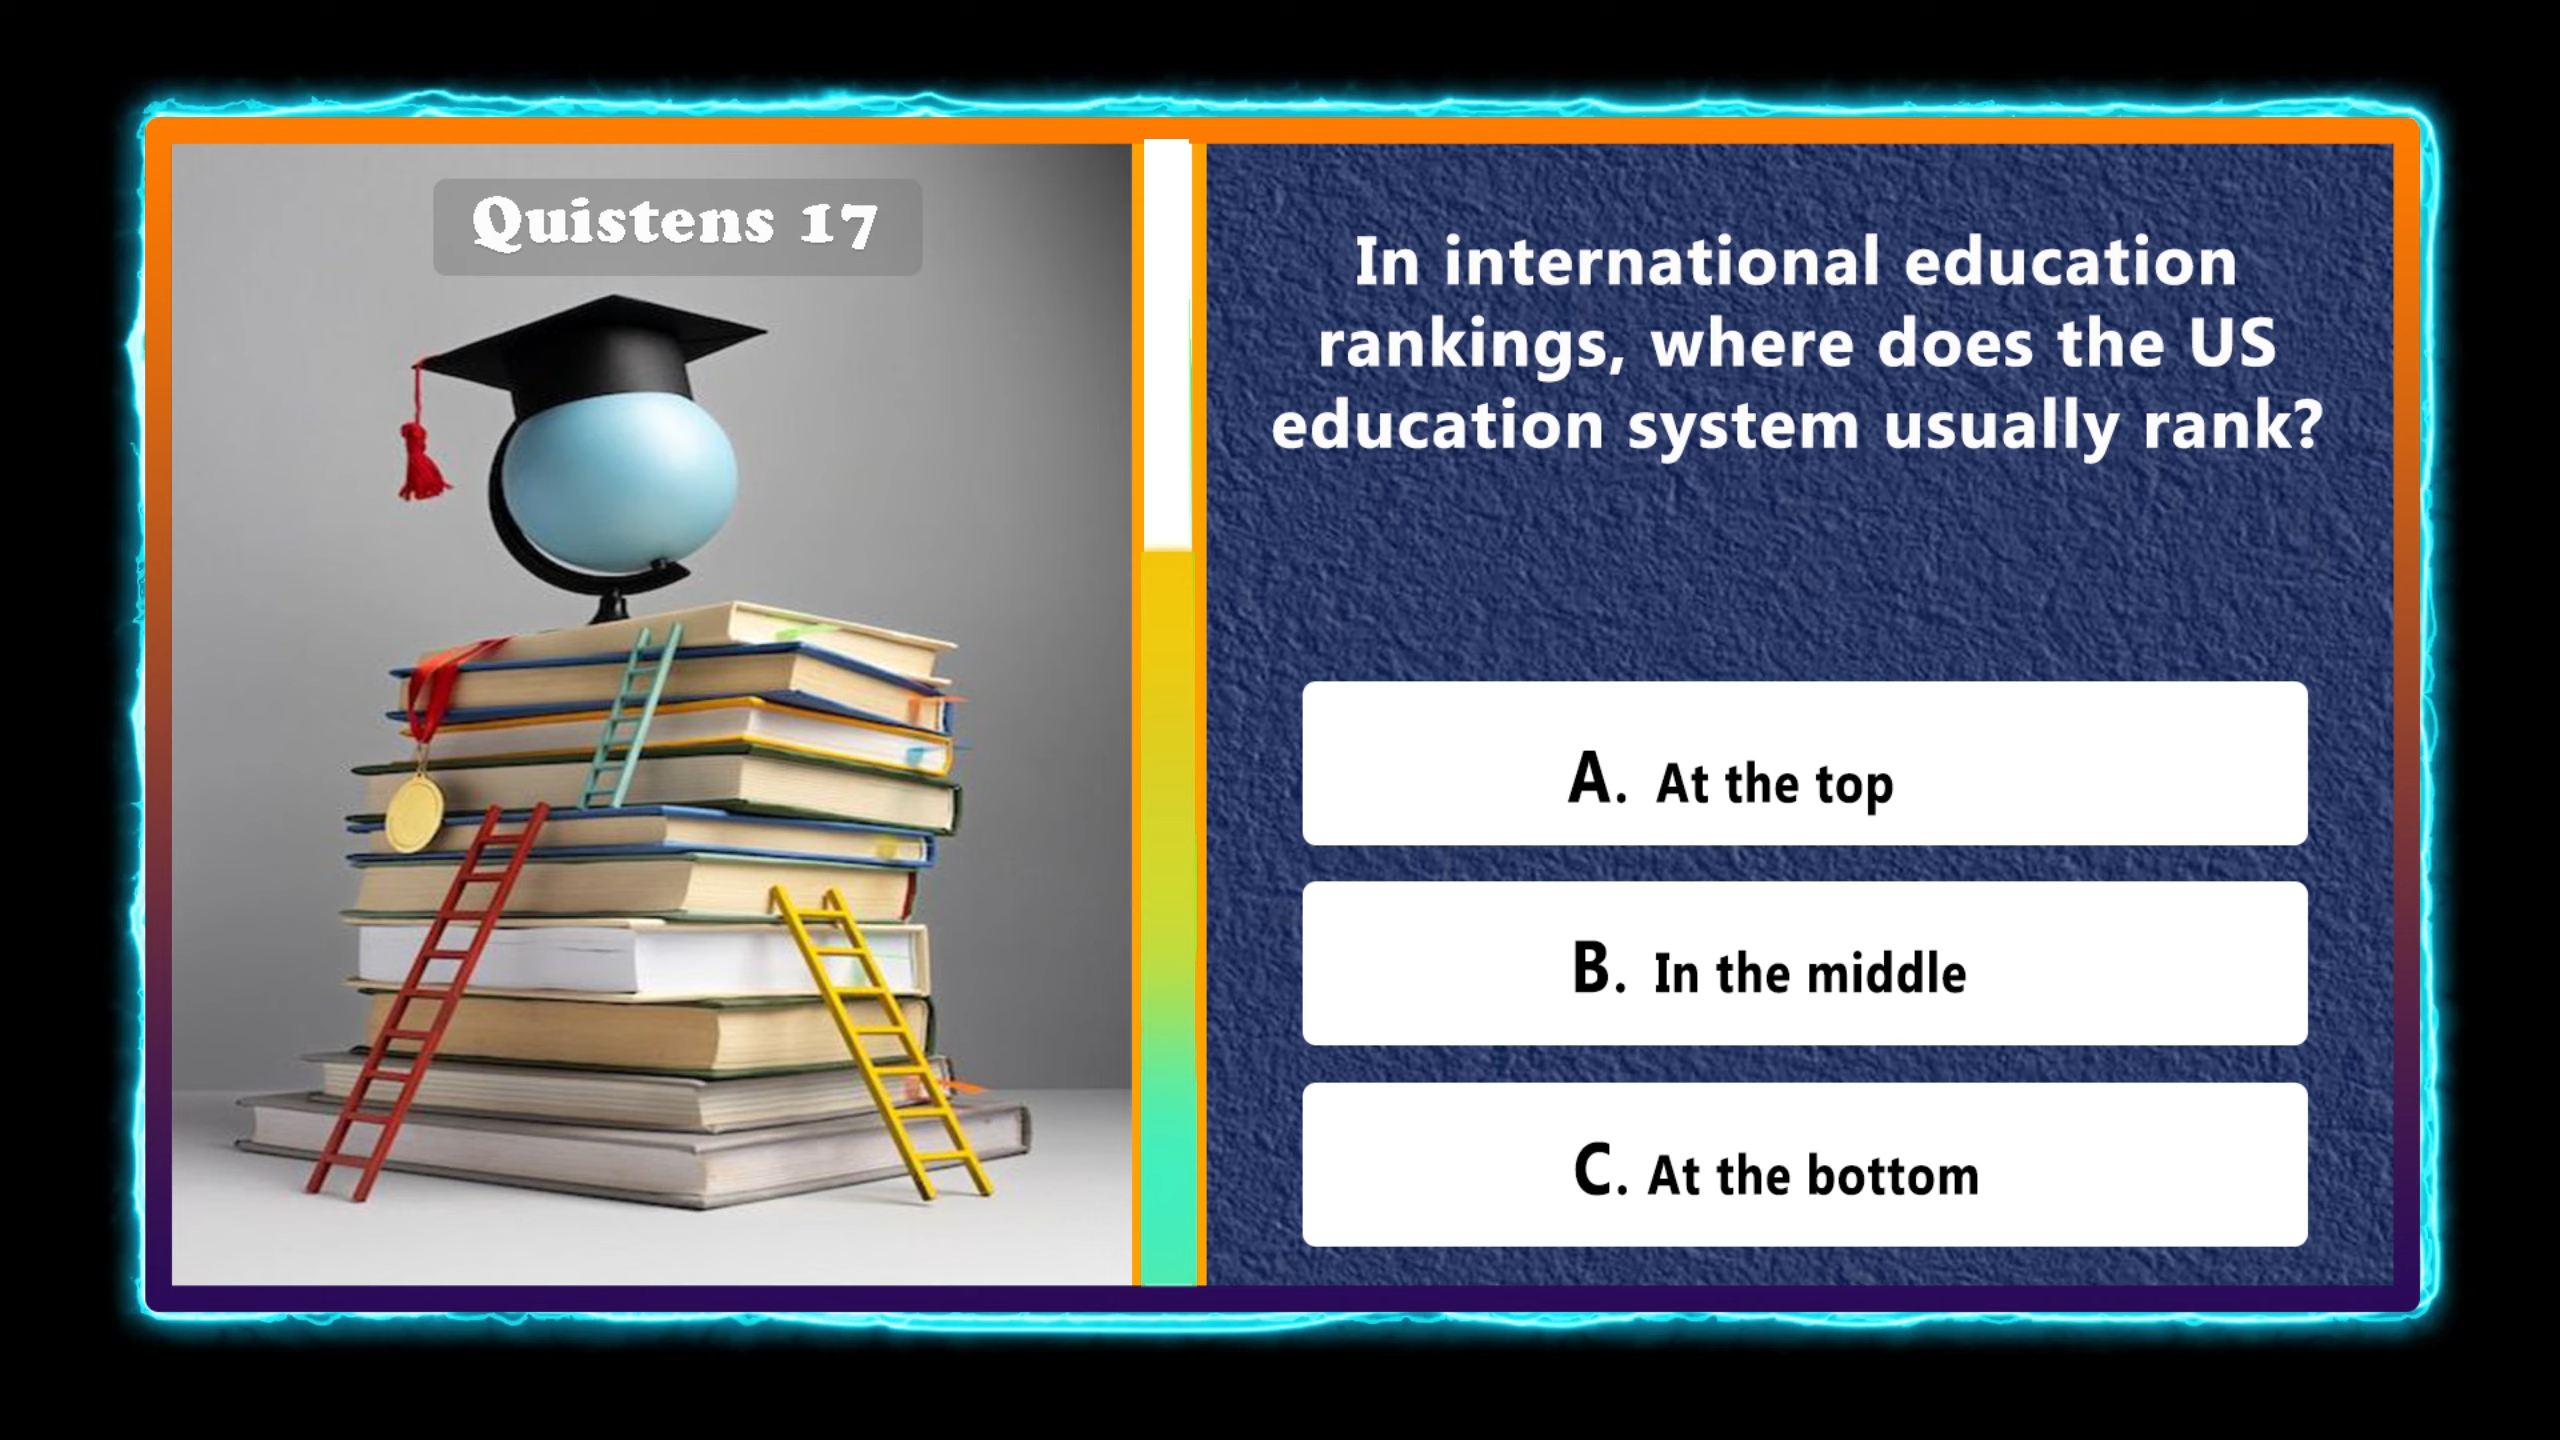 Quistens 17
In international education
rankings, where does the US
education system usually rank?
A. At the top
B. In the middle
C. At the bottom